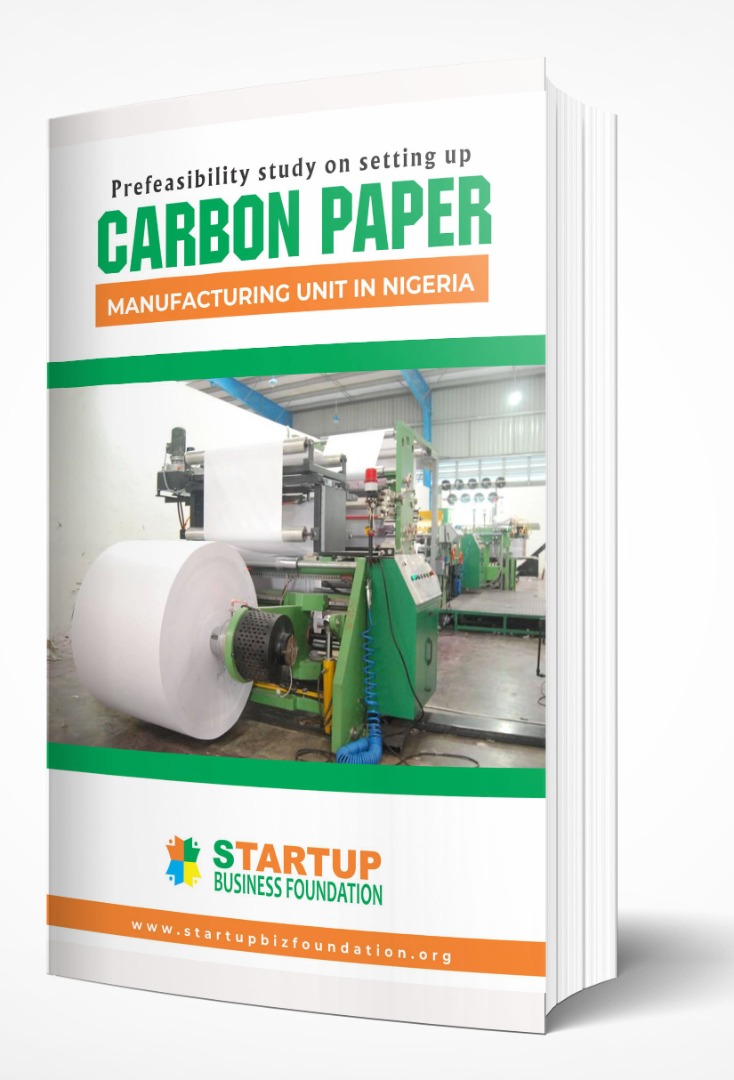 Prefeasibility study on setting up
CARBON PAPER
MANUFACTURING UNIT IN NIGERIA
STARTUP
BUSINESS FOUNDATION
www.startupbizfoundation.org